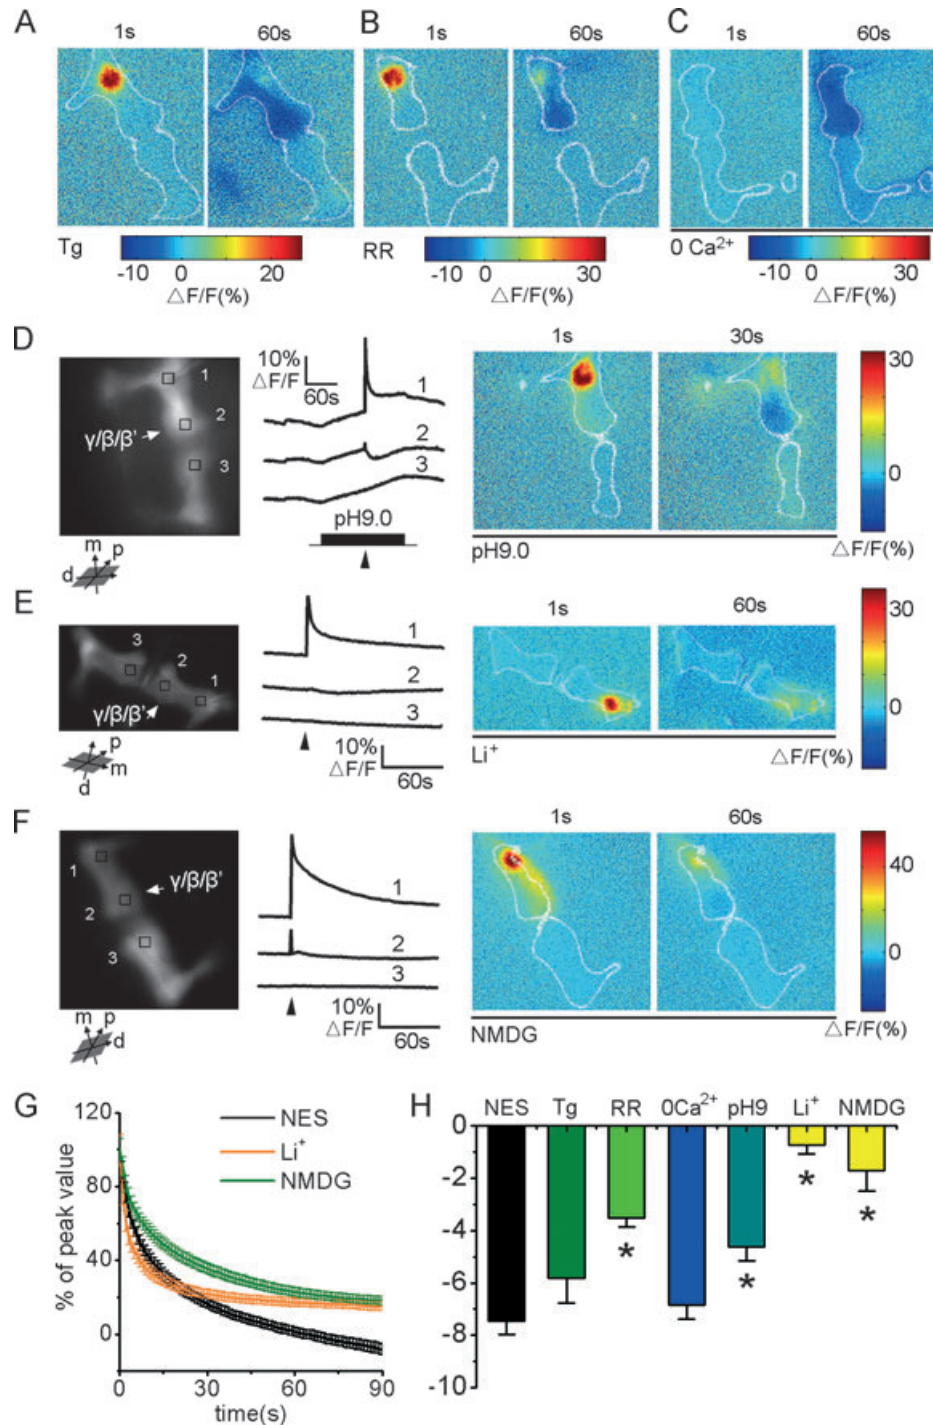 A B C
1s 60s 1s 60s 1s 60s
Tg RR 0 Ca²⁺
-10 0 20 -10 0 30 -10 0 30
△F/F(%) △F/F(%) △F/F(%)
D
1s 30s
10%
△F/F
60s
1
2
3
γ/β/β'
1
2
3
pH9.0
m p
d
30
0
pH9.0 △F/F(%)
E
1s 60s
3
2
1
γ/β/β'
1
2
3
p
m
d
10%
△F/F
60s
30
0
Li⁺ △F/F(%)
F
1s 60s
1
2
3
γ/β/β'
1
2
3
m p
d
10%
△F/F
60s
40
0
NMDG △F/F(%)
G
120
80
40
0
% of peak value
NES
Li⁺
NMDG
0 30 60 90
time(s)
H
NES Tg RR 0Ca²⁺ pH9 Li⁺ NMDG
0
-2
-4
-6
-8
-10
* * * *